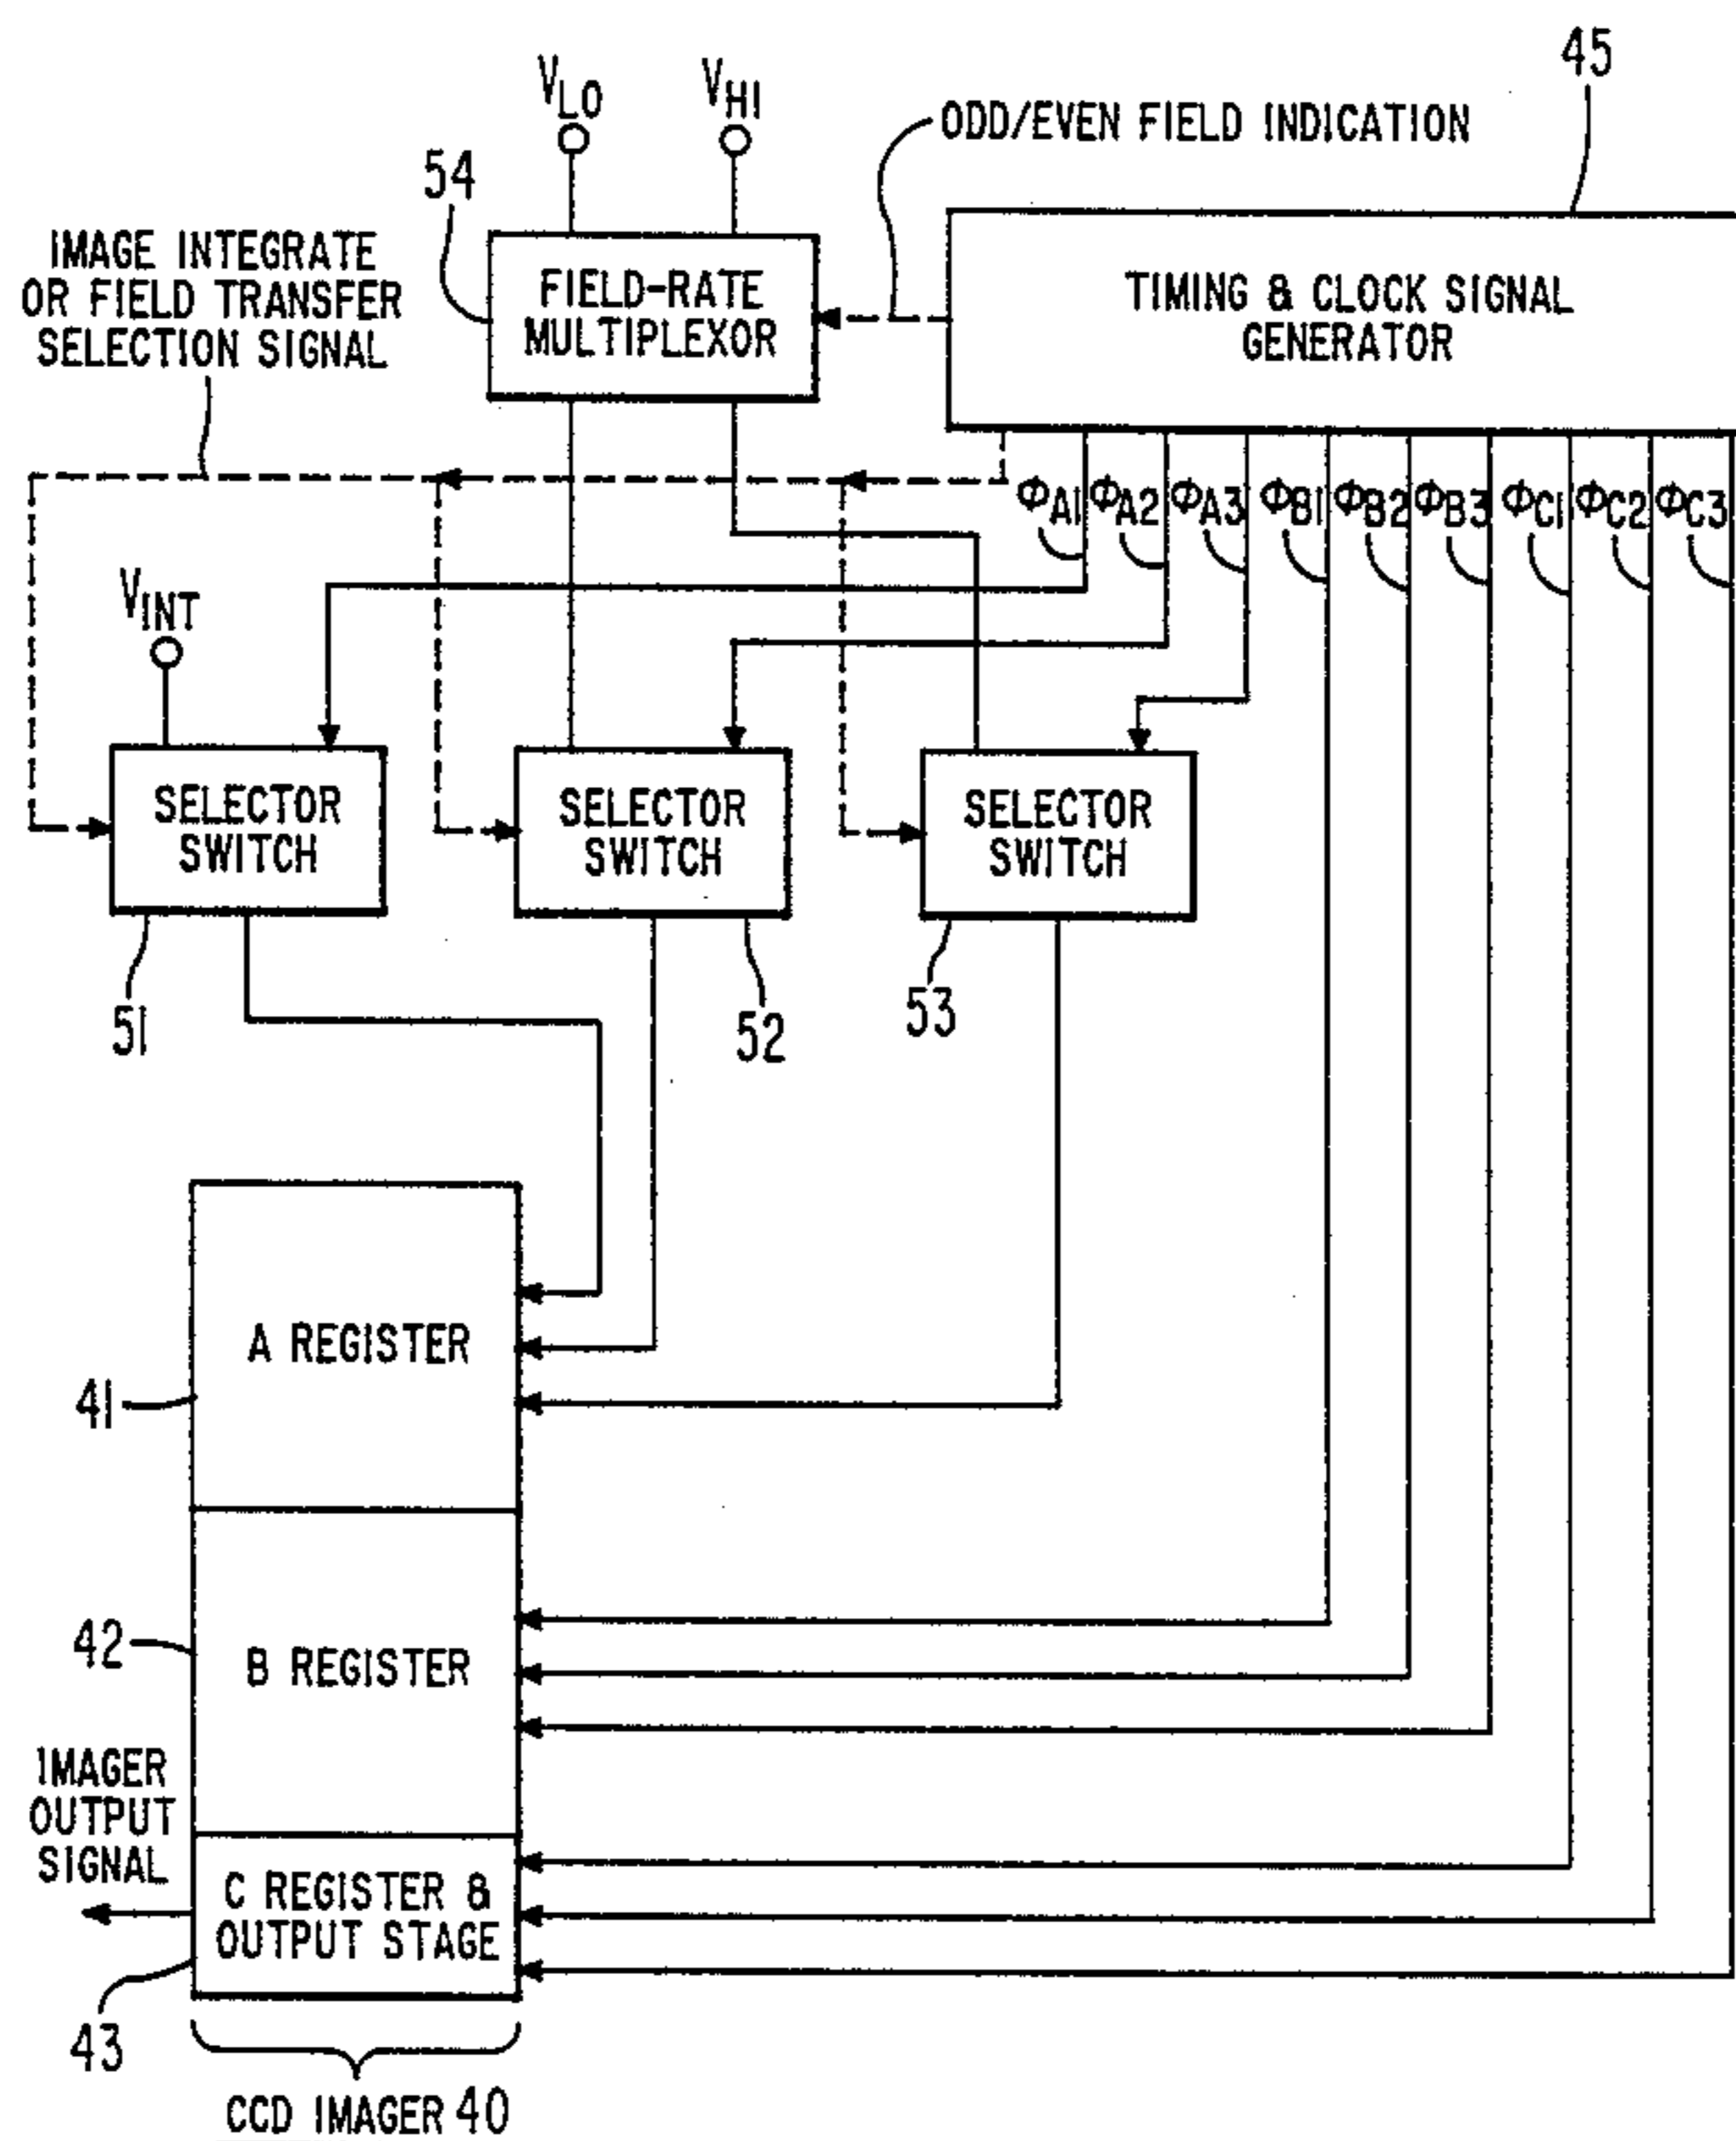 45
V_LO
V_HI
ODD/EVEN FIELD INDICATION
54
IMAGE INTEGRATE
OR FIELD TRANSFER
SELECTION SIGNAL
FIELD-RATE
MULTIPLEXOR
TIMING & CLOCK SIGNAL
GENERATOR
Φ_A1 Φ_A2 Φ_A3 Φ_B1 Φ_B2 Φ_B3 Φ_C1 Φ_C2 Φ_C3
V_INT
SELECTOR
SWITCH
SELECTOR
SWITCH
SELECTOR
SWITCH
51
52
53
A REGISTER
41
42
B REGISTER
IMAGER
OUTPUT
SIGNAL
C REGISTER &
OUTPUT STAGE
43
CCD IMAGER 40